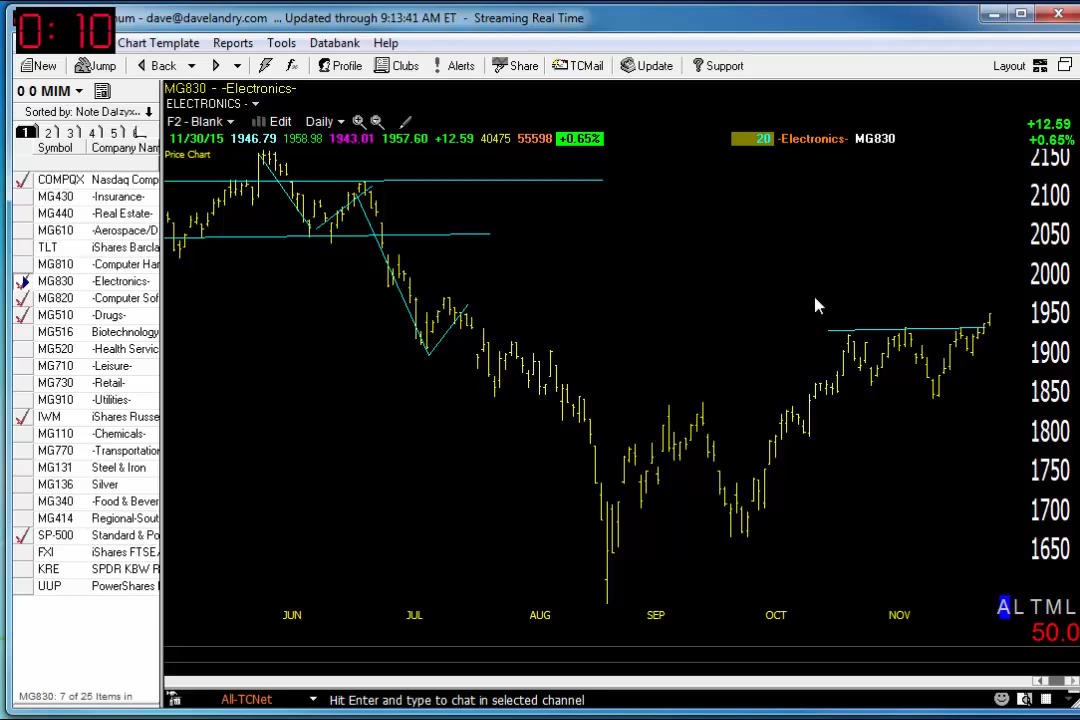 0:10
num - dave@davelandry.com ... Updated through 9:13:41 AM ET - Streaming Real Time
Chart Template Reports Tools Databank Help
New Jump Back Profile Clubs Alerts Share TCMail Update Support Layout
0 0 MIM
Sorted by: Note Dalzyx..
1 2 3 4 5
Symbol Company Nam
COMPQX Nasdaq Comp
MG430 -Insurance-
MG440 -Real Estate-
MG610 -Aerospace/D
TLT iShares Barcla
MG810 -Computer Har
MG830 -Electronics-
MG820 -Computer Sof
MG510 -Drugs-
MG516 Biotechnology
MG520 -Health Servic
MG710 -Leisure-
MG730 -Retail-
MG910 -Utilities-
IWM iShares Russe
MG110 -Chemicals-
MG770 -Transportation
MG131 Steel & Iron
MG136 Silver
MG340 -Food & Bever
MG414 Regional-Sout
SP-500 Standard & Po
FXI iShares FTSE/
KRE SPDR KBW R
UUP PowerShares
MG830: 7 of 25 Items in
MG830 - -Electronics-
ELECTRONICS -
F2 - Blank Edit Daily
11/30/15 1946.79 1958.98 1943.01 1957.60 +12.59 40475 55598 +0.65% 20 -Electronics- MG830
Price Chart
+12.59
+0.65%
2150
2100
2050
2000
1950
1900
1850
1800
1750
1700
1650
JUN JUL AUG SEP OCT NOV
A L T M L
50.0
All-TCNet Hit Enter and type to chat in selected channel